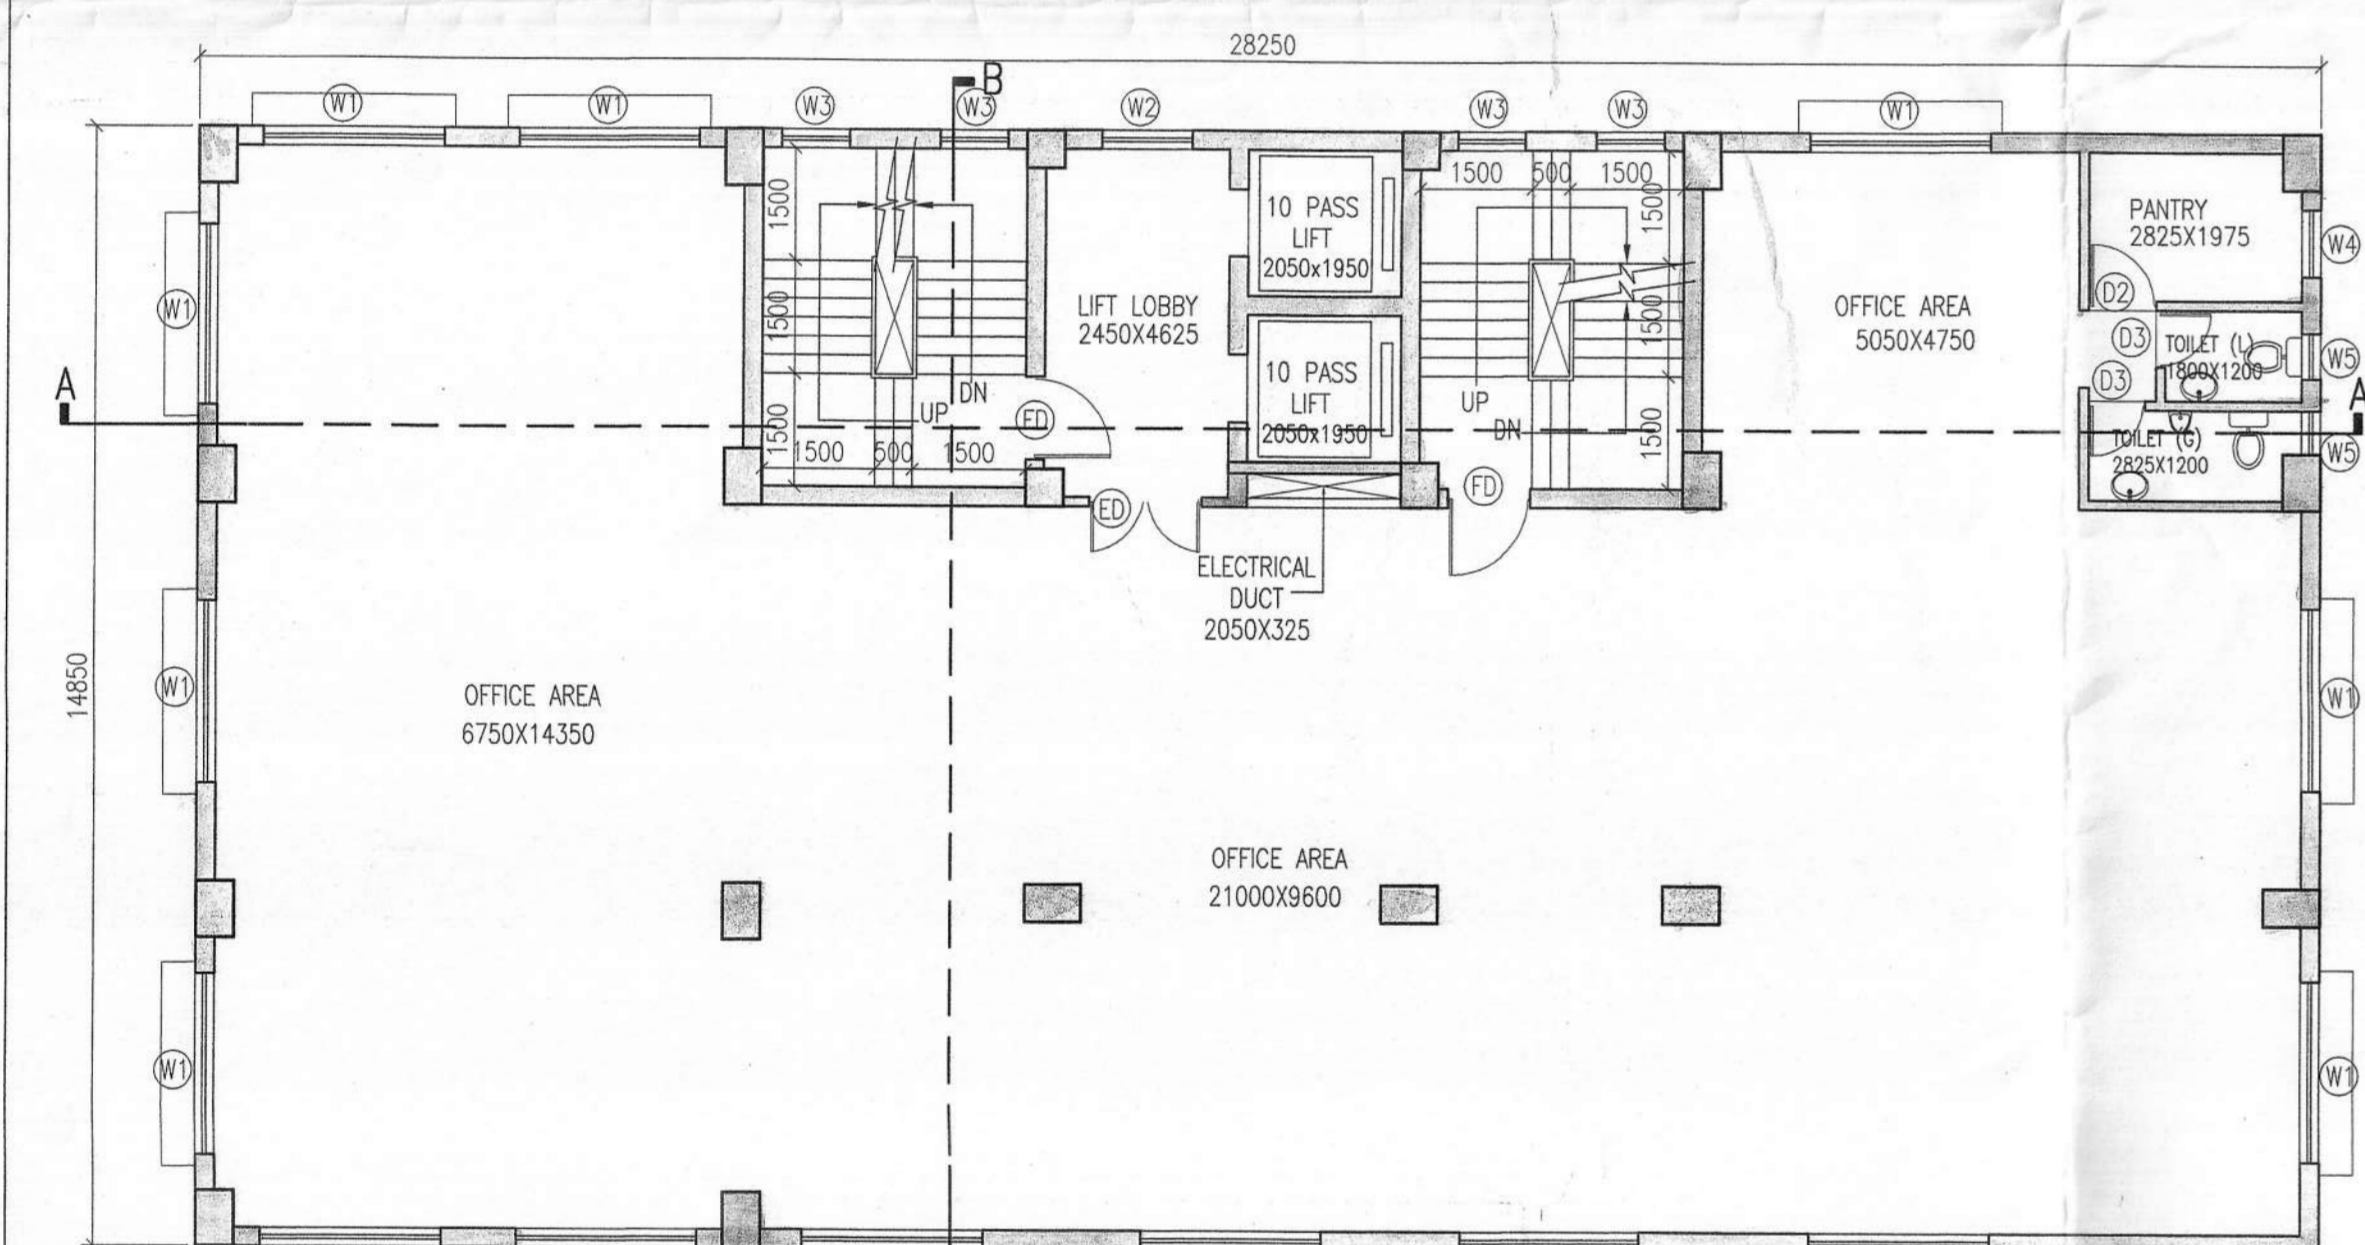 28250
B
W1
W1
W3
W3
W2
W3
W3
W1
1500
1500
500
1500
1500
10 PASS
LIFT
2050x1950
PANTRY
2825X1975
W4
W1
1500
LIFT LOBBY
2450X4625
1500
OFFICE AREA
5050X4750
D2
D3
TOILET (L)
1800X1200
W5
D3
A
10 PASS
LIFT
2050x1950
DN
UP
FD
UP
DN
A
1500
1500
500
1500
1500
TOILET (G)
2825X1200
W5
ED
FD
ELECTRICAL
DUCT
2050X325
14850
W1
OFFICE AREA
6750X14350
W1
OFFICE AREA
21000X9600
W1
W1